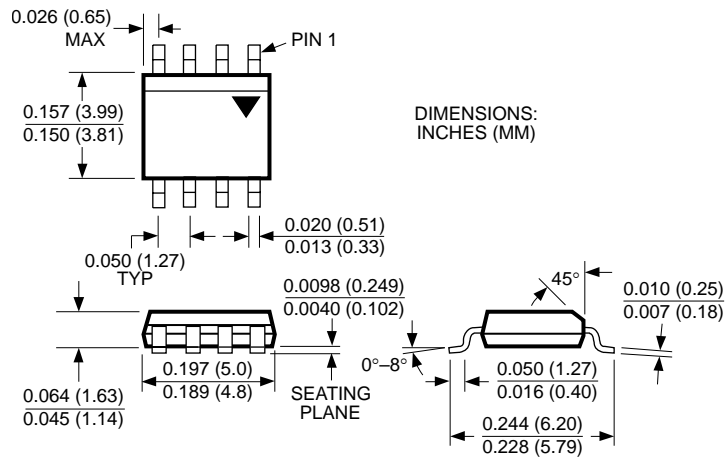 0.026 (0.65)
MAX
PIN 1
0.157 (3.99)
0.150 (3.81)
DIMENSIONS:
INCHES (MM)
0.020 (0.51)
0.013 (0.33)
0.050 (1.27)
TYP
0.0098 (0.249)
0.0040 (0.102)
45°
0.010 (0.25)
0.007 (0.18)
0°–8°
0.064 (1.63)
0.045 (1.14)
0.197 (5.0)
0.189 (4.8)
SEATING
PLANE
0.050 (1.27)
0.016 (0.40)
0.244 (6.20)
0.228 (5.79)